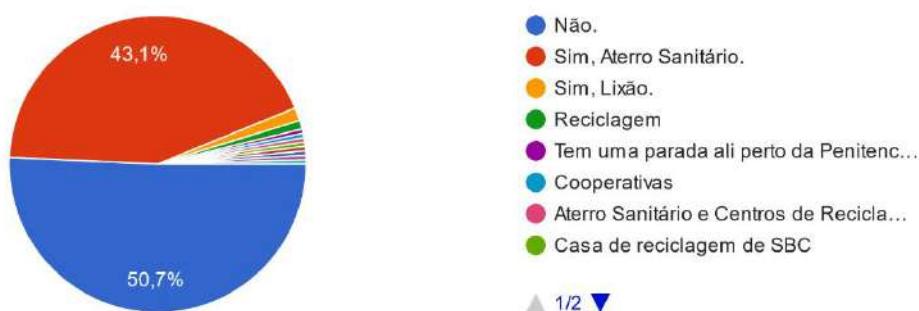 43,1%
50,7%
Não.
Sim, Aterro Sanitário.
Sim, Lixão.
Reciclagem
Tem uma parada ali perto da Penitenc...
Cooperativas
Aterro Sanitário e Centros de Recicla...
Casa de reciclagem de SBC
1/2